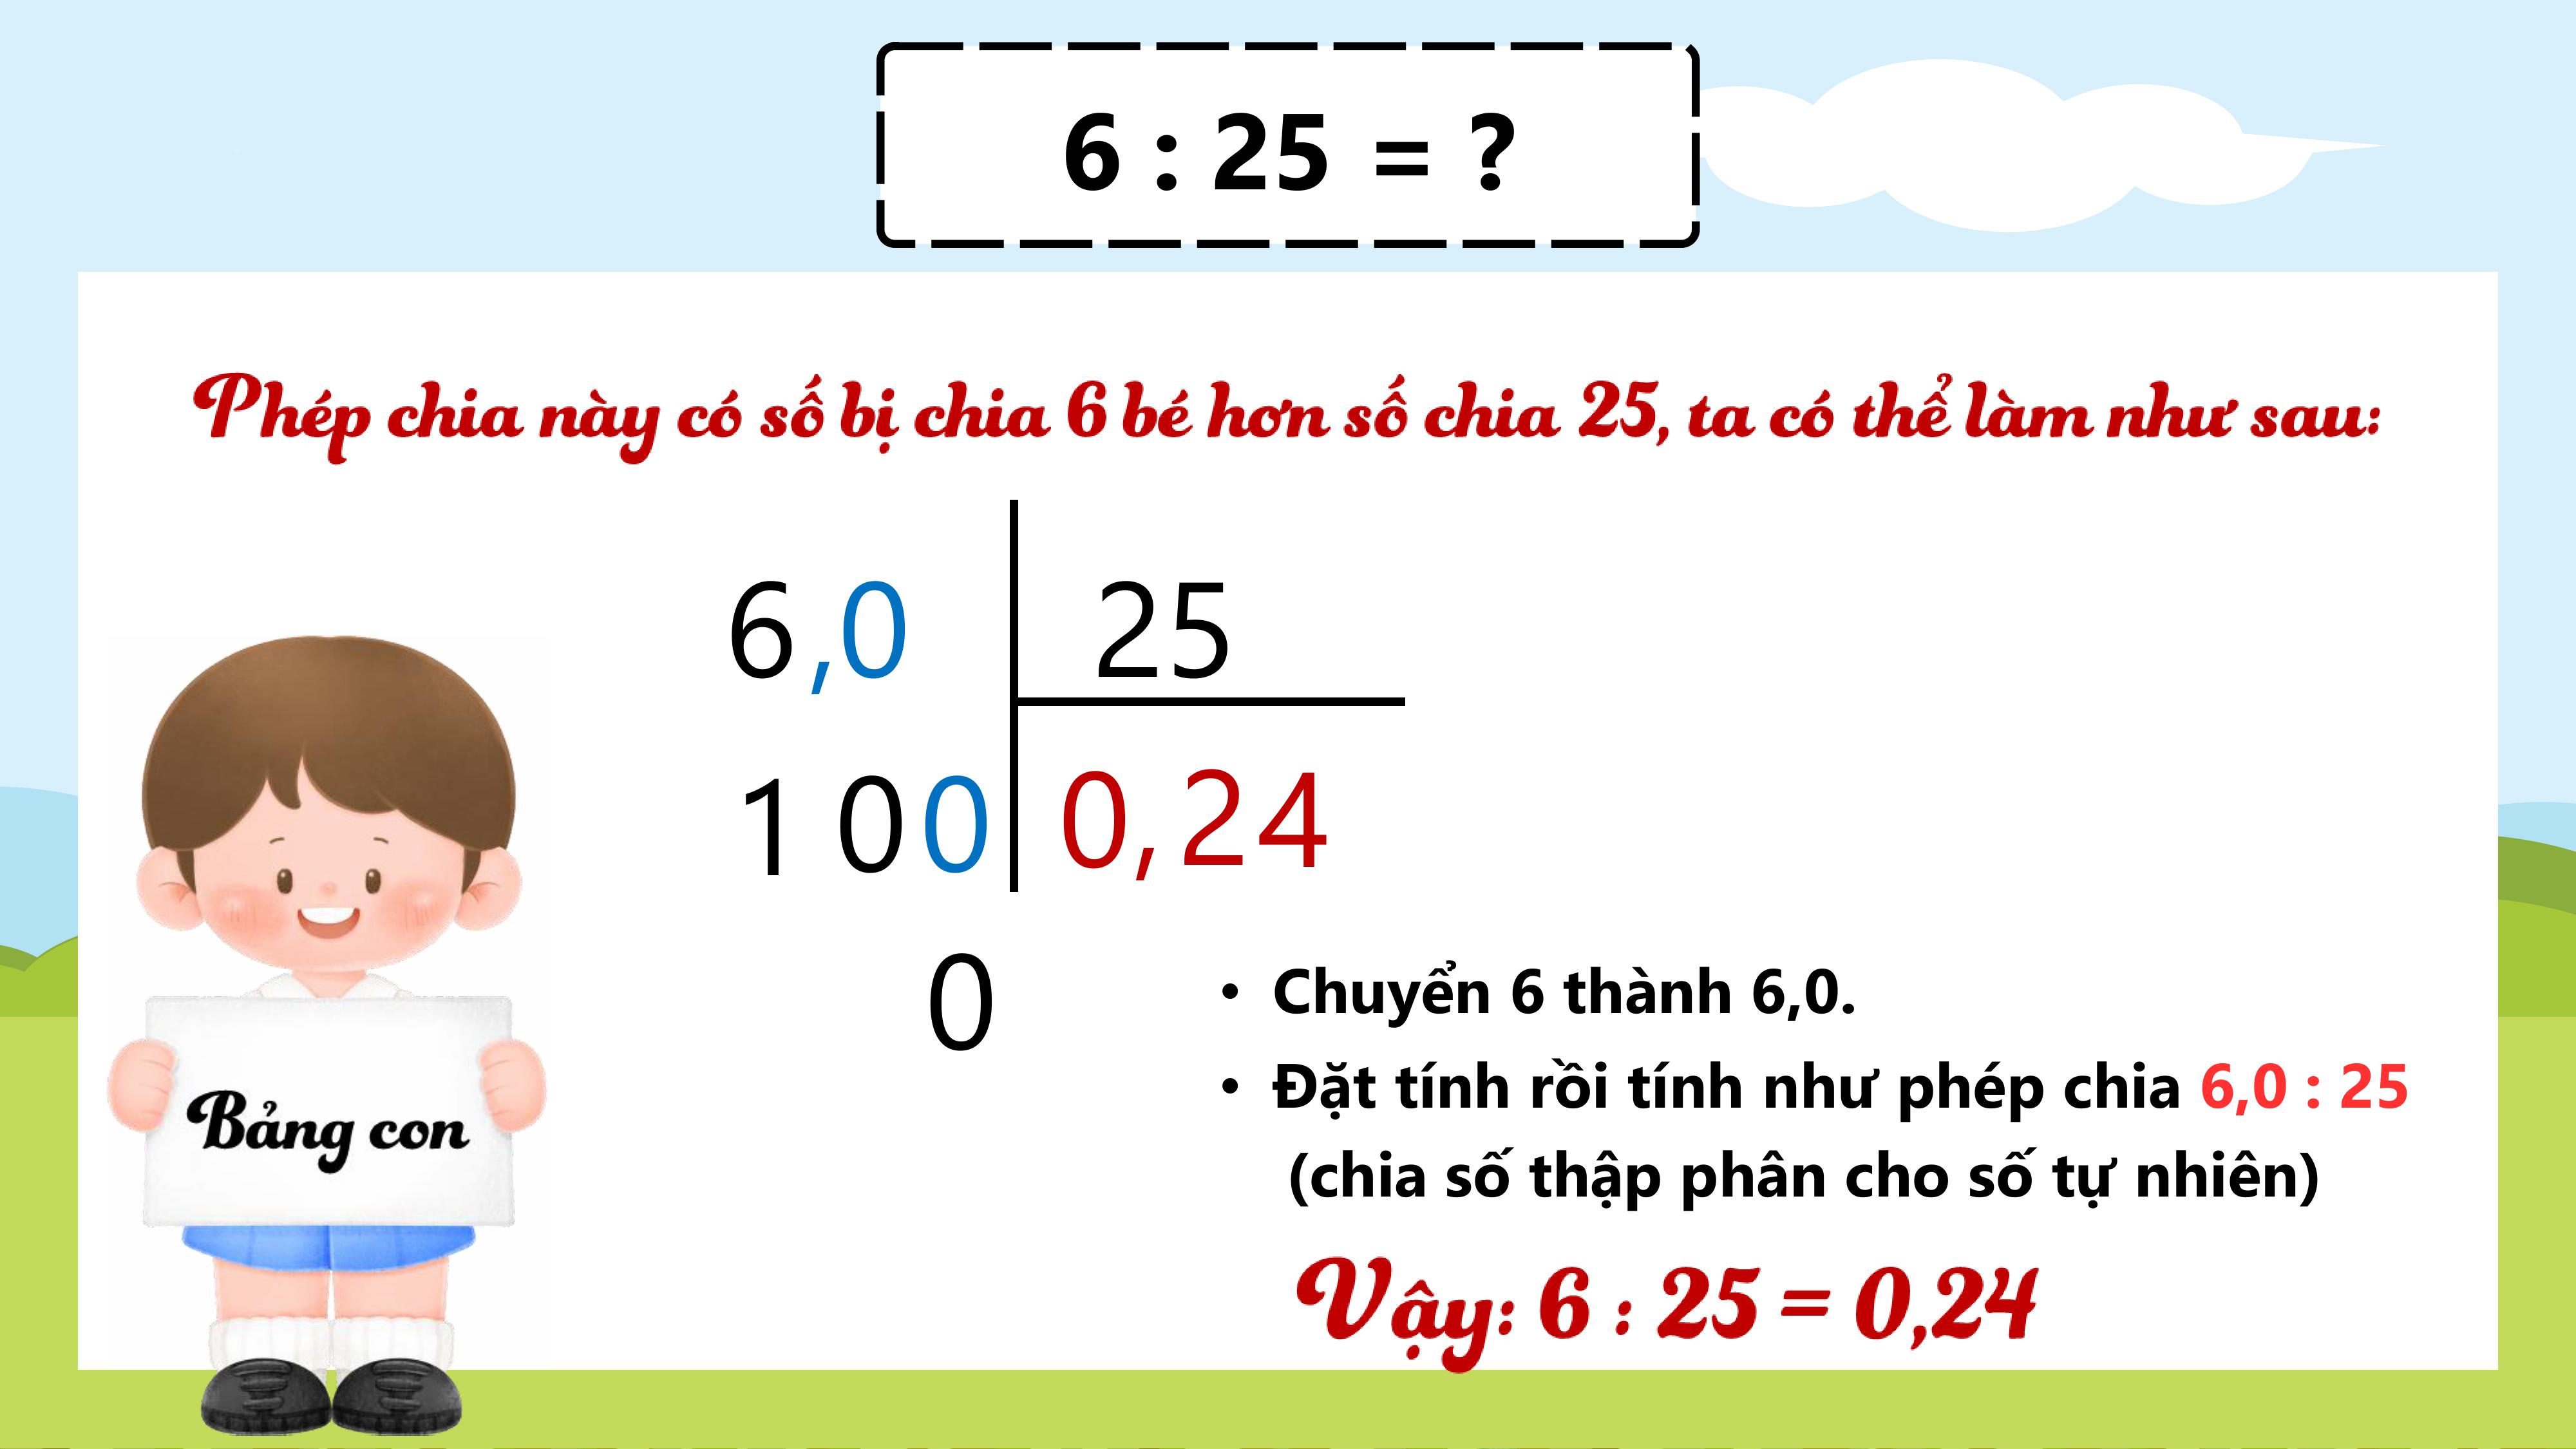 6 : 25 = ?
Phép chia này có số bị chia 6 bé hơn số chia 25, ta có thể làm như sau:
6,0 25
1 0 0 0,24
0
• Chuyển 6 thành 6,0.
• Đặt tính rồi tính như phép chia 6,0 : 25
(chia số thập phân cho số tự nhiên)
Bảng con
Vậy: 6 : 25 = 0,24